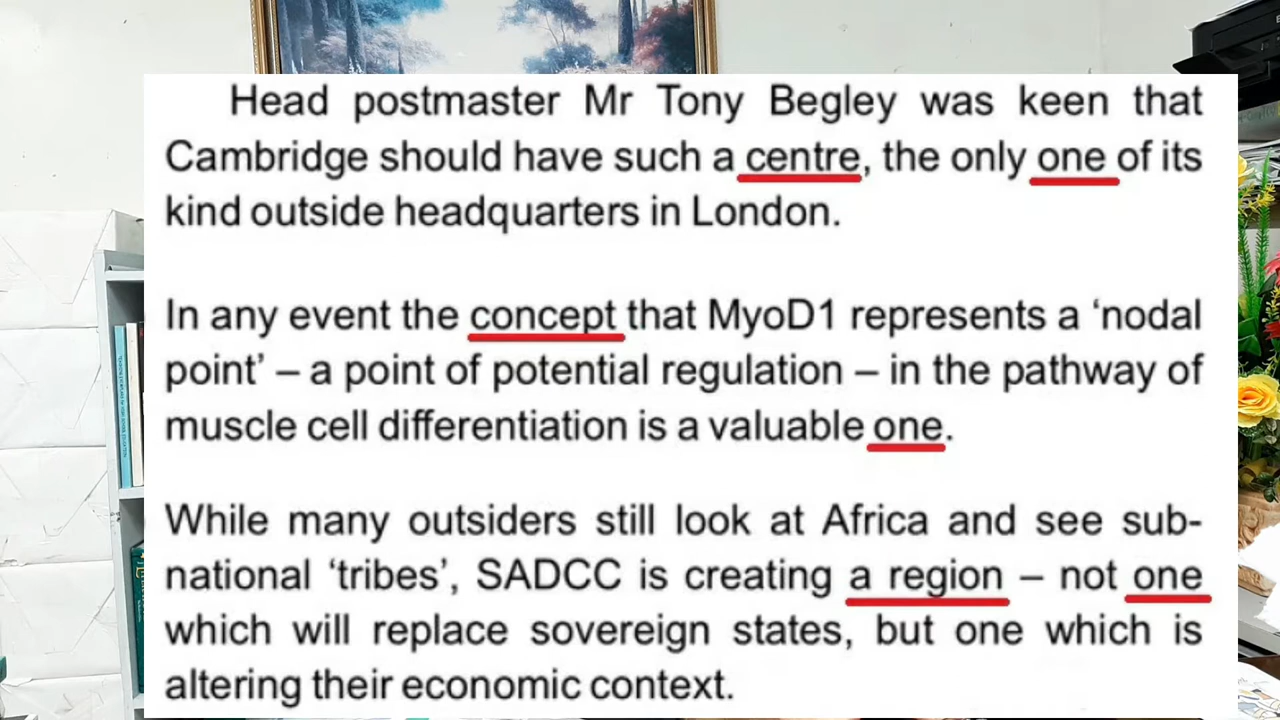 Head postmaster Mr Tony Begley was keen that
Cambridge should have such a centre, the only one of its
kind outside headquarters in London.
In any event the concept that MyoD1 represents a ‘nodal
point’ – a point of potential regulation – in the pathway of
muscle cell differentiation is a valuable one.
While many outsiders still look at Africa and see sub-
national ‘tribes’, SADCC is creating a region – not one
which will replace sovereign states, but one which is
altering their economic context.